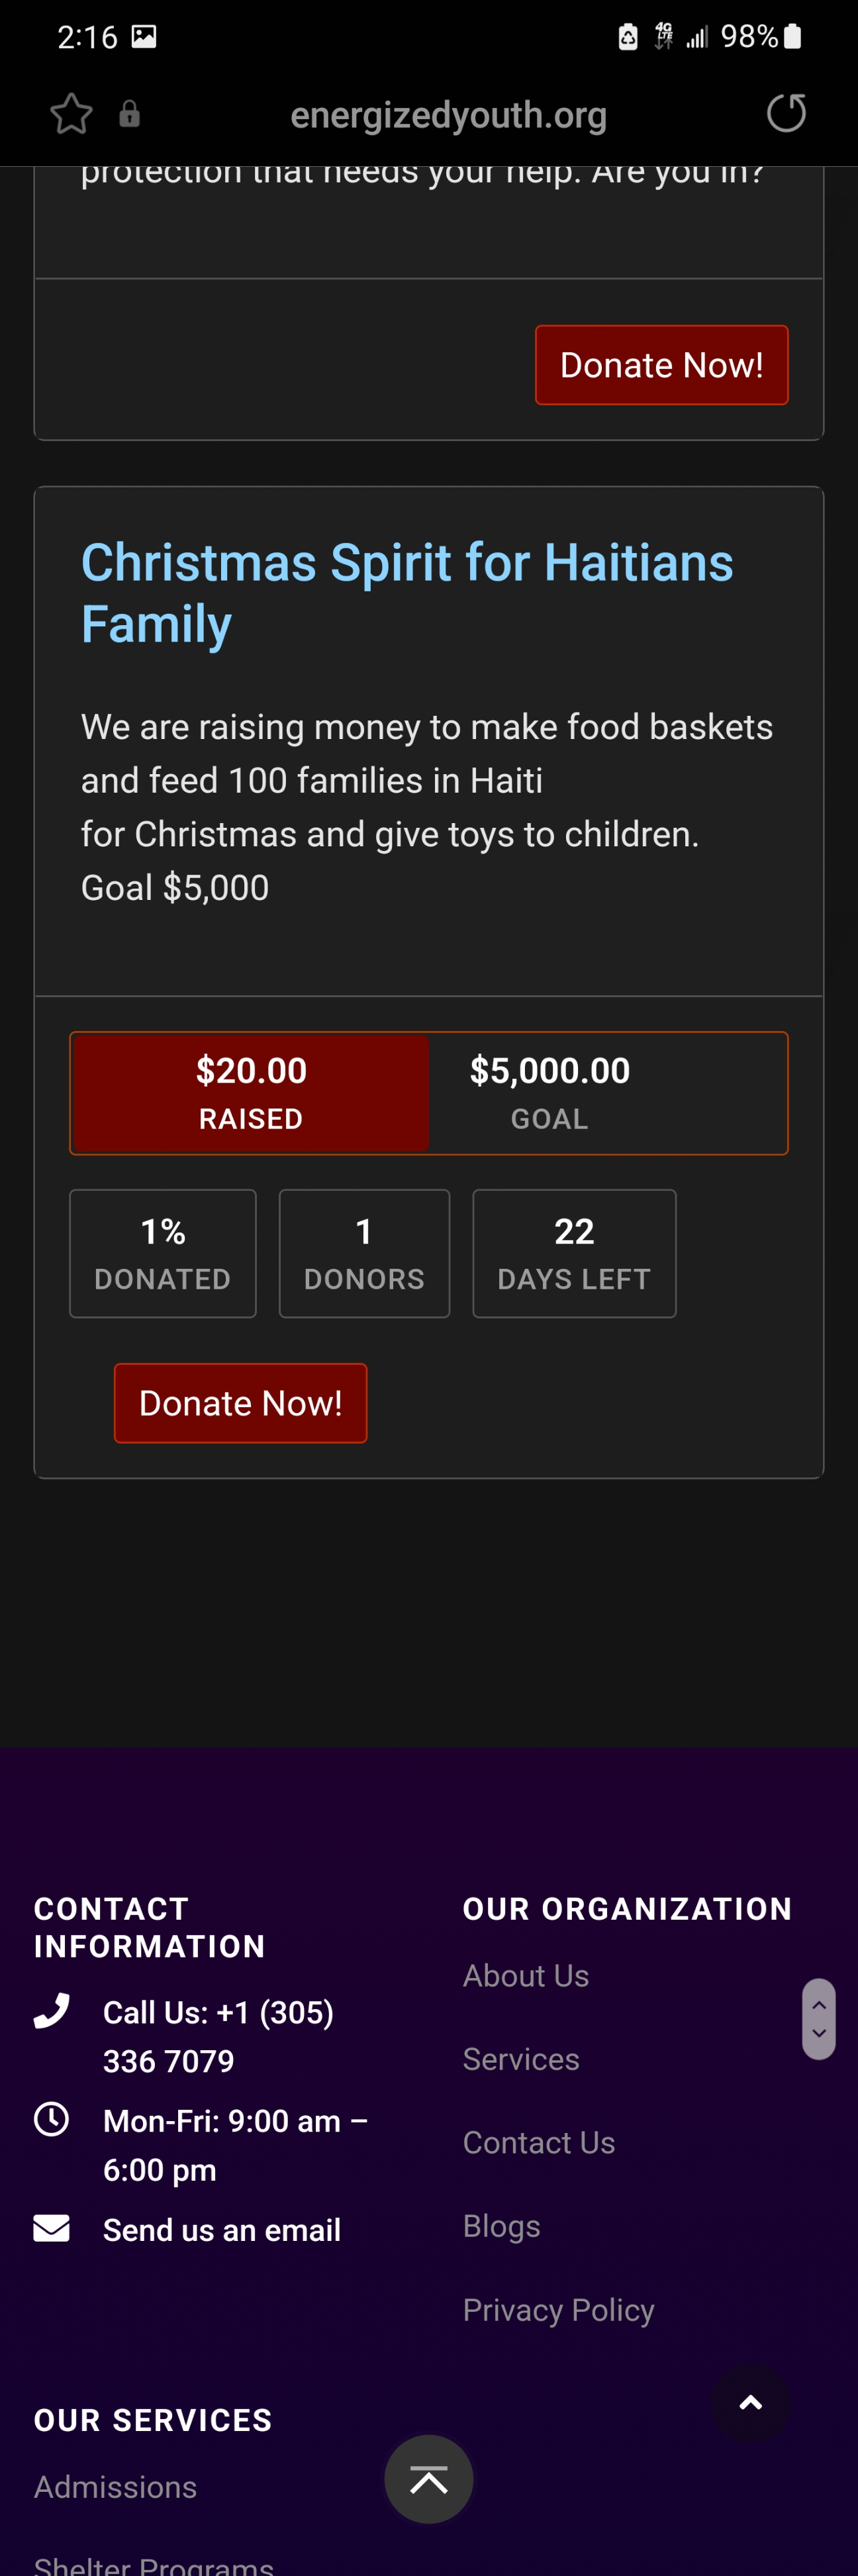 2:16
4G LTE
98%
energizedyouth.org
protection that needs your help. Are you in?
Donate Now!
Christmas Spirit for Haitians
Family
We are raising money to make food baskets
and feed 100 families in Haiti
for Christmas and give toys to children.
Goal $5,000
$20.00
RAISED
$5,000.00
GOAL
1%
DONATED
1
DONORS
22
DAYS LEFT
Donate Now!
CONTACT
INFORMATION
Call Us: +1 (305)
336 7079
Mon-Fri: 9:00 am –
6:00 pm
Send us an email
OUR ORGANIZATION
About Us
Services
Contact Us
Blogs
Privacy Policy
OUR SERVICES
Admissions
Shelter Programs